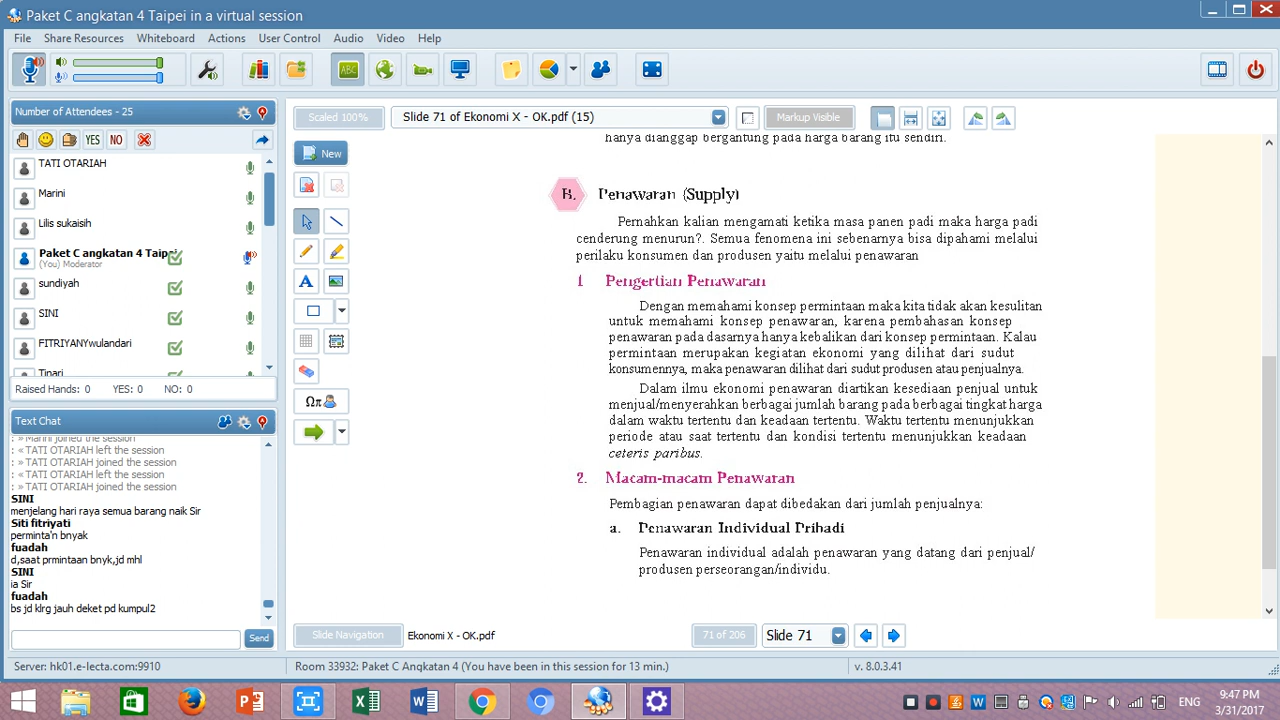 Paket C angkatan 4 Taipei in a virtual session
File Share Resources Whiteboard Actions User Control Audio Video Help
ABC
Number of Attendees - 25
YES NO
TATI OTARIAH
Marini
Lilis sukaisih
Paket C angkatan 4 Taipei
(You) Moderator
sundiyah
SINI
FITRIYANYwulandari
Tinari
Raised Hands: 0 YES: 0 NO: 0
Text Chat
: » Marini joined the session
: « TATI OTARIAH left the session
: » TATI OTARIAH joined the session
: « TATI OTARIAH left the session
: » TATI OTARIAH joined the session
SINI
menjelang hari raya semua barang naik Sir
Siti fitriyati
perminta'n bnyak
fuadah
d,saat prmintaan bnyk,jd mhl
SINI
ia Sir
fuadah
bs jd klrg jauh deket pd kumpul2
Send
Scaled 100%
Slide 71 of Ekonomi X - OK.pdf (15)
Markup Visible
New
A
Ωπ
hanya dianggap bergantung pada harga barang itu sendiri.
B. Penawaran (Supply)
Pernahkan kalian mengamati ketika masa panen padi maka harga padi
cenderung menurun?. Semua fenomena ini sebenarnya bisa dipahami melalui
perilaku konsumen dan produsen yaitu melalui penawaran
1 Pengertian Penawaran
Dengan memahami konsep permintaan maka kita tidak akan kesulitan
untuk memahami konsep penawaran, karena pembahasan konsep
penawaran pada dasarnya hanya kebalikan dari konsep permintaan. Kalau
permintaan merupakan kegiatan ekonomi yang dilihat dari sudut
konsumennya, maka penawaran dilihat dari sudut produsen atau penjualnya.
Dalam ilmu ekonomi penawaran diartikan kesediaan penjual untuk
menjual/menyerahkan berbagai jumlah barang pada berbagai tingkat harga
dalam waktu tertentu dan keadaan tertentu. Waktu tertentu menunjukkan
periode atau saat tertentu dan kondisi tertentu menunjukkan keadaan
ceteris paribus.
2. Macam-macam Penawaran
Pembagian penawaran dapat dibedakan dari jumlah penjualnya:
a. Penawaran Individual Pribadi
Penawaran individual adalah penawaran yang datang dari penjual/
produsen perseorangan/individu.
Slide Navigation Ekonomi X - OK.pdf 71 of 206 Slide 71
Server: hk01.e-lecta.com:9910 Room 33932: Paket C Angkatan 4 (You have been in this session for 13 min.) v. 8.0.3.41
ENG
9:47 PM
3/31/2017